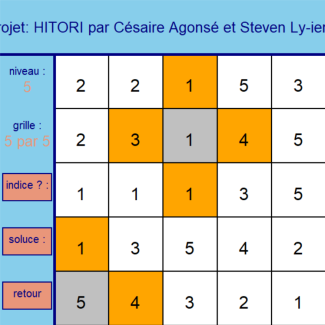 rojet: HITORI par Césaire Agonsé et Steven Ly-ier
niveau :
5
2 2 1 5 3
grille :
5 par 5
2 3 1 4 5
indice ? :
1 1 1 3 5
soluce :
1 3 5 4 2
retour
5 4 3 2 1